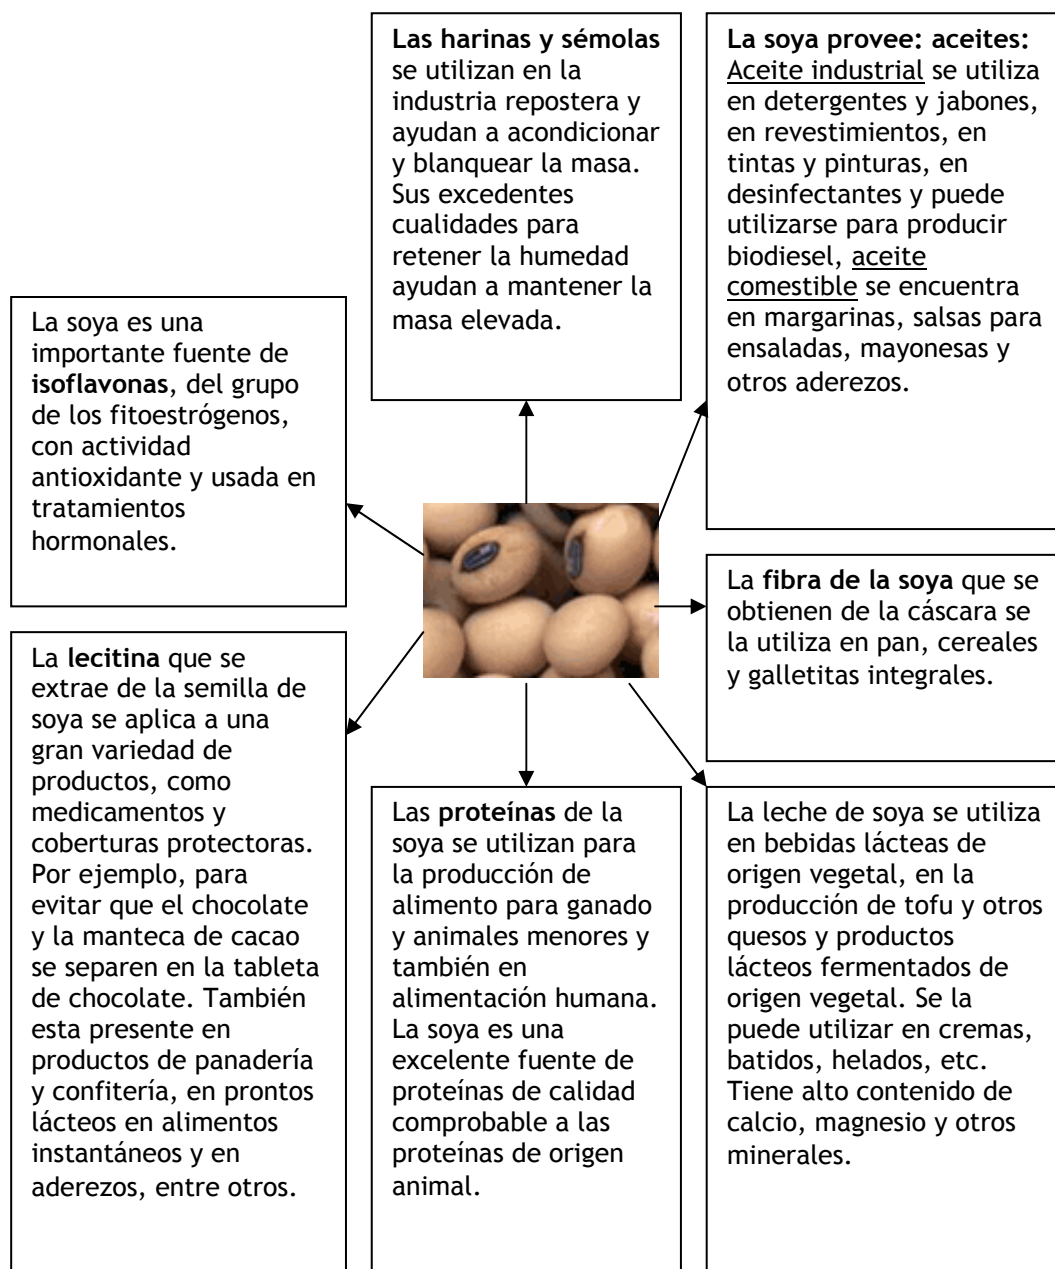 Las harinas y sémolas
se utilizan en la
industria repostera y
ayudan a acondicionar
y blanquear la masa.
Sus excedentes
cualidades para
retener la humedad
ayudan a mantener la
masa elevada.
La soya provee: aceites:
Aceite industrial se utiliza
en detergentes y jabones,
en revestimientos, en
tintas y pinturas, en
desinfectantes y puede
utilizarse para producir
biodiesel, aceite
comestible se encuentra
en margarinas, salsas para
ensaladas, mayonesas y
otros aderezos.
La soya es una
importante fuente de
isoflavonas, del grupo
de los fitoestrógenos,
con actividad
antioxidante y usada en
tratamientos
hormonales.
La fibra de la soya que se
obtienen de la cáscara se
la utiliza en pan, cereales
y galletitas integrales.
La lecitina que se
extrae de la semilla de
soya se aplica a una
gran variedad de
productos, como
medicamentos y
coberturas protectoras.
Por ejemplo, para
evitar que el chocolate
y la manteca de cacao
se separen en la tableta
de chocolate. También
esta presente en
productos de panadería
y confitería, en prontos
lácteos en alimentos
instantáneos y en
aderezos, entre otros.
Las proteínas de la
soya se utilizan para
la producción de
alimento para ganado
y animales menores y
también en
alimentación humana.
La soya es una
excelente fuente de
proteínas de calidad
comprobable a las
proteínas de origen
animal.
La leche de soya se utiliza
en bebidas lácteas de
origen vegetal, en la
producción de tofu y otros
quesos y productos
lácteos fermentados de
origen vegetal. Se la
puede utilizar en cremas,
batidos, helados, etc.
Tiene alto contenido de
calcio, magnesio y otros
minerales.